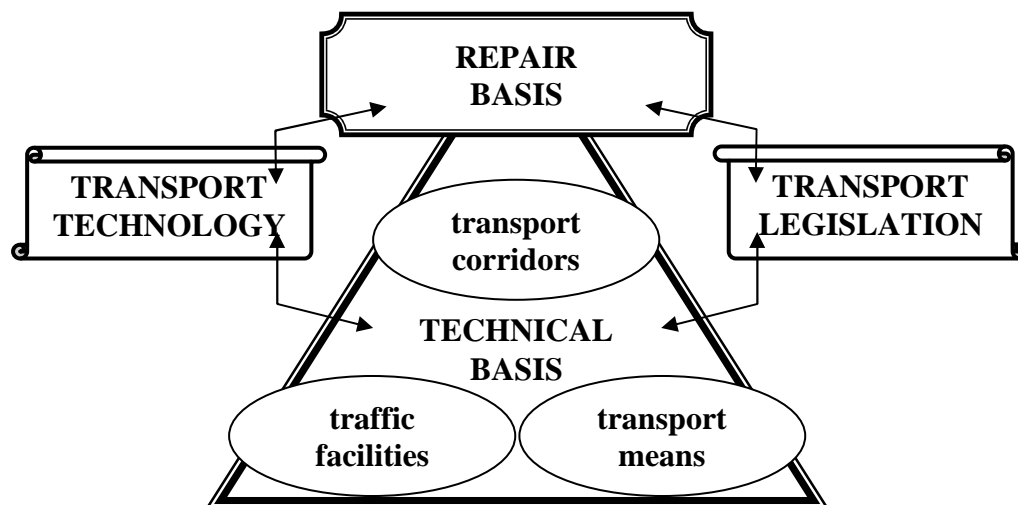 REPAIR
BASIS
TRANSPORT
TECHNOLOGY
TRANSPORT
LEGISLATION
transport
corridors
TECHNICAL
BASIS
traffic
facilities
transport
means